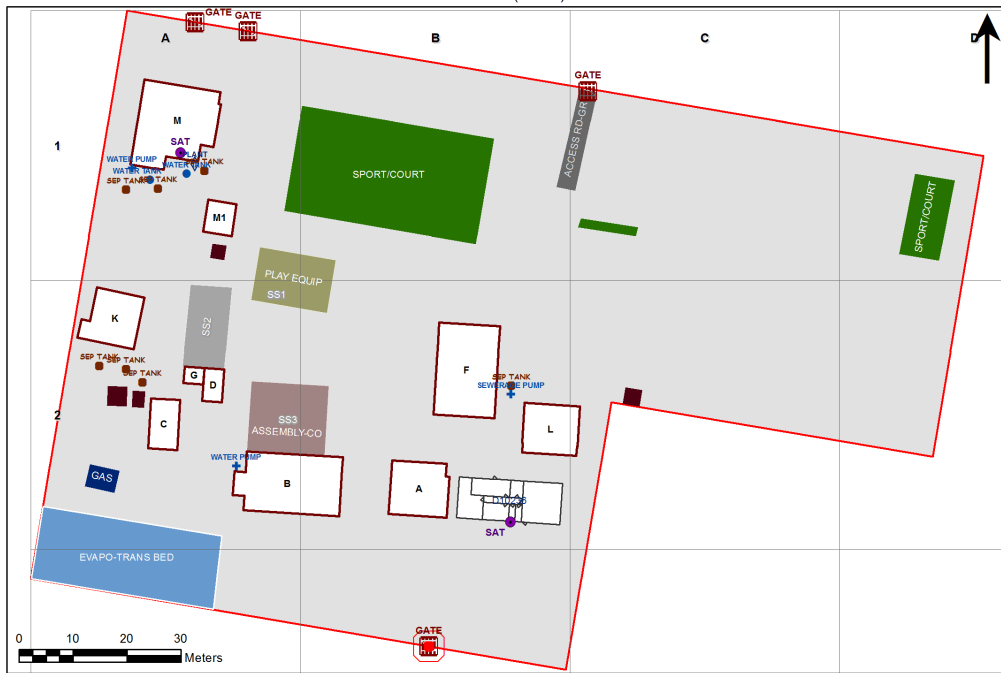 GATE
GATE
A
B
C
D
GATE
1
M
SAT
ACCESS RD-GR
WATER PUMP
PLANT
WATER TANK
WATER TANK
SEP TANK
SEP TANK
SEP TANK
SPORT/COURT
SPORT/COURT
M1
PLAY EQUIP
SS1
K
SS2
SEP TANK
SEP TANK
G
D
F
SEP TANK
SEWERAGE PUMP
2
C
SS3
ASSEMBLY-CO
L
WATER PUMP
GAS
B
A
SAT
EVAPO-TRANS BED
GATE
0 10 20 30
Meters